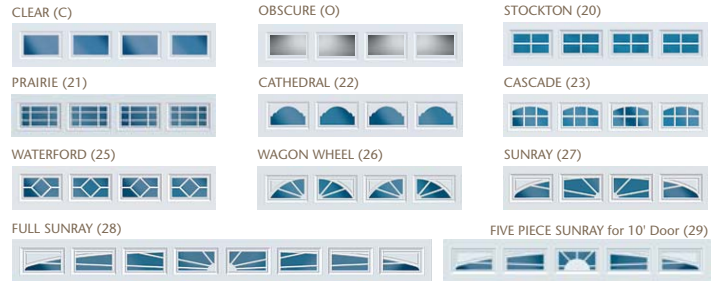 CLEAR (C)
OBSCURE (O)
STOCKTON (20)
PRAIRIE (21)
CATHEDRAL (22)
CASCADE (23)
WATERFORD (25)
WAGON WHEEL (26)
SUNRAY (27)
FULL SUNRAY (28)
FIVE PIECE SUNRAY for 10' Door (29)